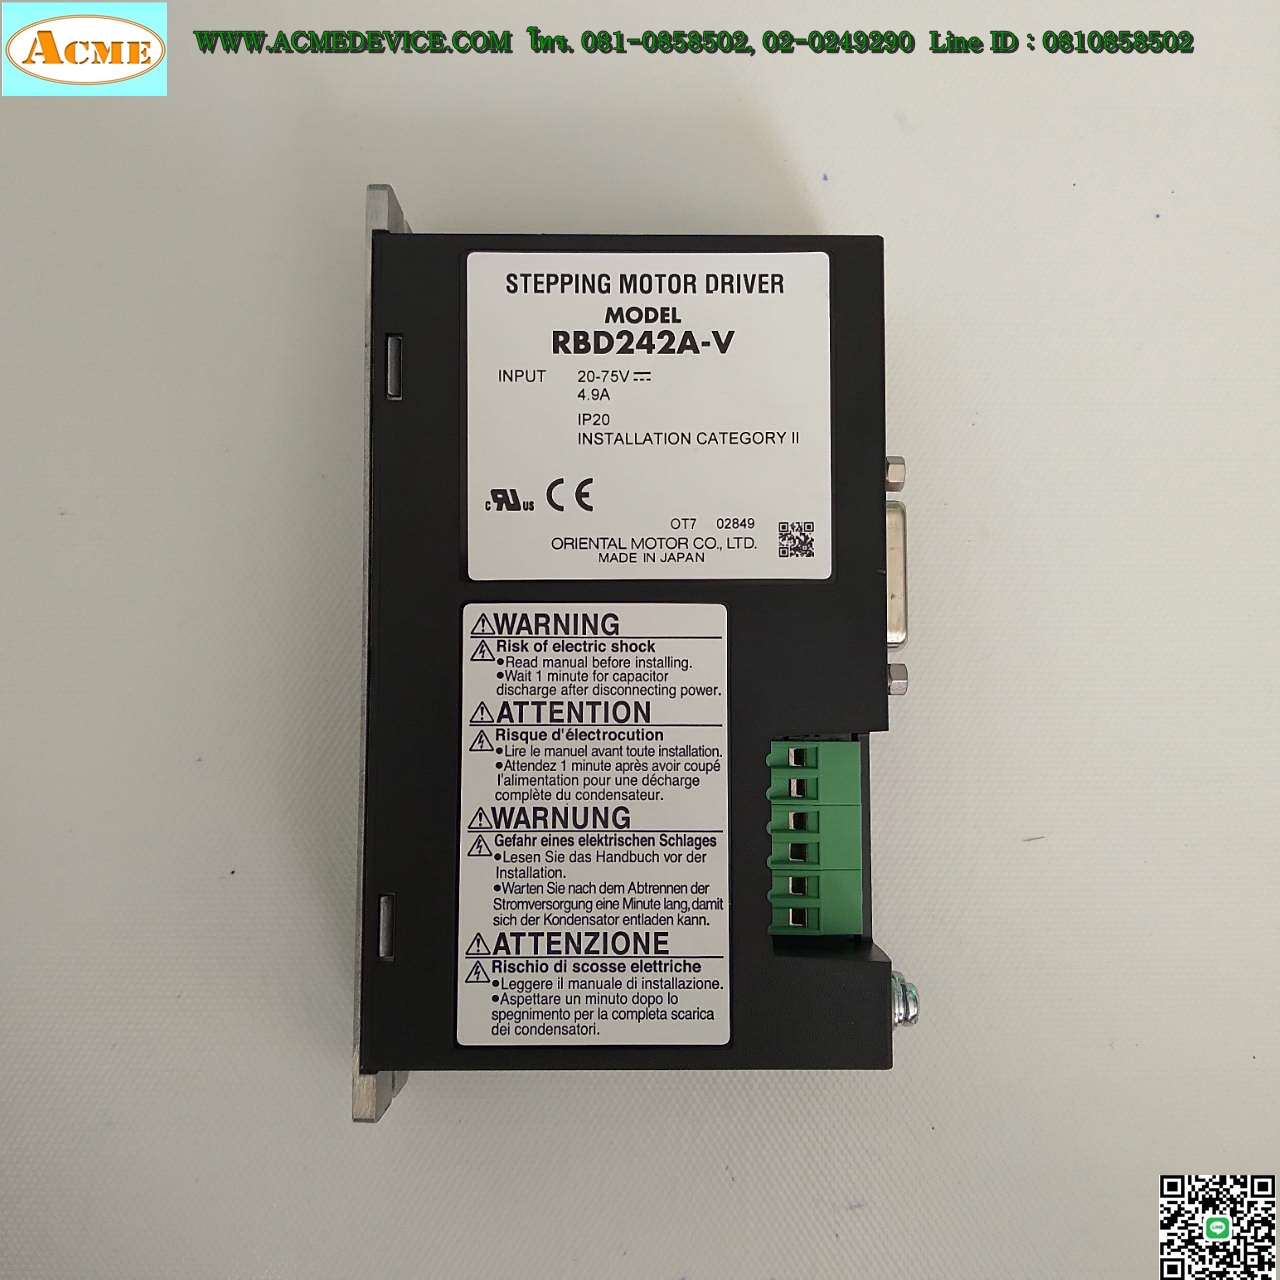 ACME
WWW.ACMEDEVICE.COM โทร. 081-0858502, 02-0249290 Line ID : 0810858502
STEPPING MOTOR DRIVER
MODEL
RBD242A-V
INPUT 20-75V
4.9A
IP20
INSTALLATION CATEGORY II
c RU us CE
OT7 02849
ORIENTAL MOTOR CO., LTD.
MADE IN JAPAN
⚠WARNING
Risk of electric shock
●Read manual before installing.
●Wait 1 minute for capacitor
discharge after disconnecting power.
⚠ATTENTION
Risque d'électrocution
●Lire le manuel avant toute installation.
●Attendez 1 minute après avoir coupé
l'alimentation pour une décharge
complète du condensateur.
⚠WARNUNG
Gefahr eines elektrischen Schlages
●Lesen Sie das Handbuch vor der
Installation.
●Warten Sie nach dem Abtrennen der
Stromversorgung eine Minute lang, damit
sich der Kondensator entladen kann.
⚠ATTENZIONE
Rischio di scosse elettriche
●Leggere il manuale di installazione.
●Aspettare un minuto dopo lo
spegnimento per la completa scarica
dei condensatori.
LINE